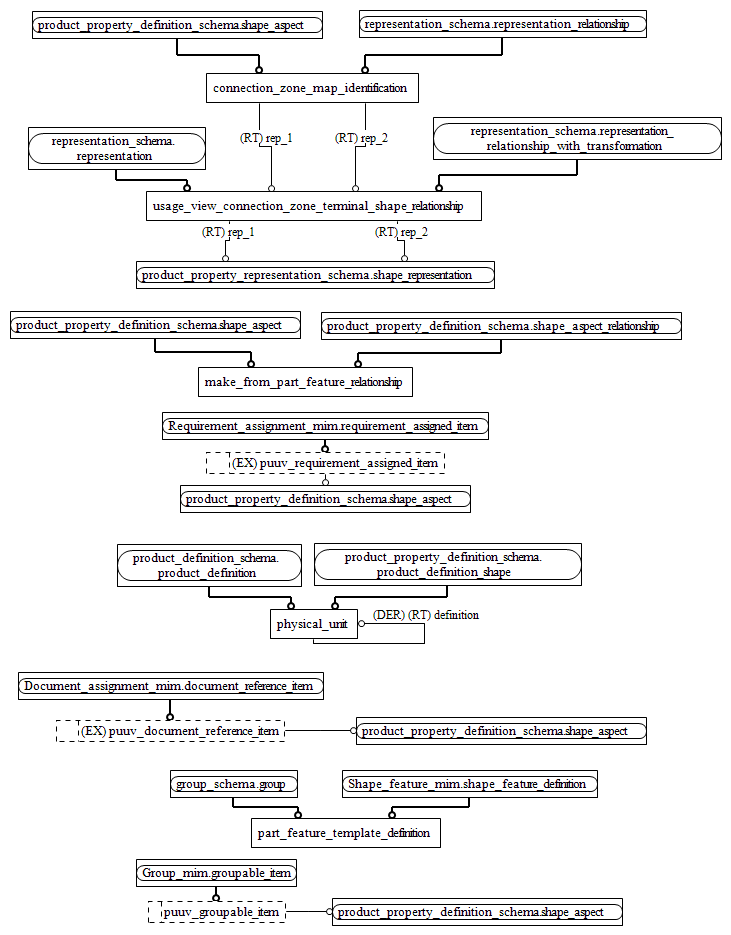 product_property_definition_schema.shape_aspect
representation_schema.representation_relationship
connection_zone_map_identification
(RT) rep_1
(RT) rep_2
representation_schema.
representation
representation_schema.representation_
relationship_with_transformation
usage_view_connection_zone_terminal_shape_relationship
(RT) rep_1
(RT) rep_2
product_property_representation_schema.shape_representation
product_property_definition_schema.shape_aspect
product_property_definition_schema.shape_aspect_relationship
make_from_part_feature_relationship
Requirement_assignment_mim.requirement_assigned_item
(EX) puuv_requirement_assigned_item
product_property_definition_schema.shape_aspect
product_definition_schema.
product_definition
product_property_definition_schema.
product_definition_shape
physical_unit
(DER) (RT) definition
Document_assignment_mim.document_reference_item
(EX) puuv_document_reference_item
product_property_definition_schema.shape_aspect
group_schema.group
Shape_feature_mim.shape_feature_definition
part_feature_template_definition
Group_mim.groupable_item
puuv_groupable_item
product_property_definition_schema.shape_aspect